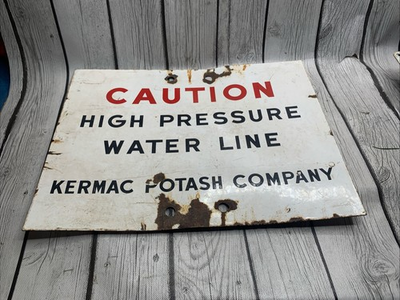 CAUTION
HIGH PRESSURE
WATER LINE
KERMAC POTASH COMPANY